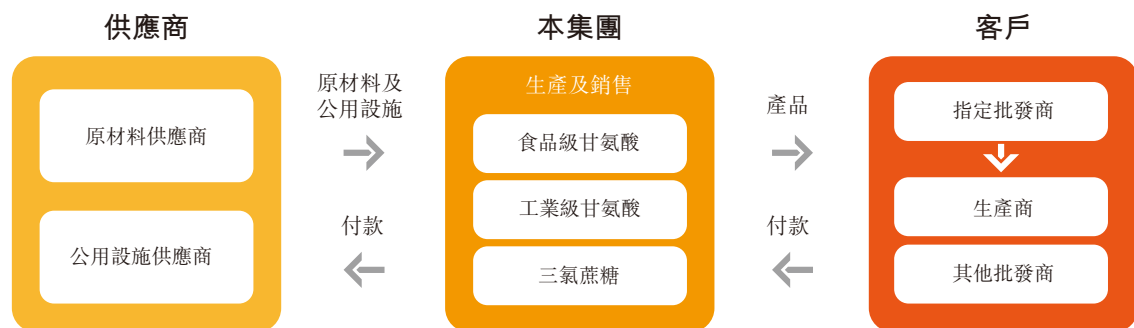 供應商
原材料供應商
公用設施供應商
原材料及
公用設施
付款
本集團
生產及銷售
食品級甘氨酸
工業級甘氨酸
三氯蔗糖
產品
付款
客戶
指定批發商
生產商
其他批發商